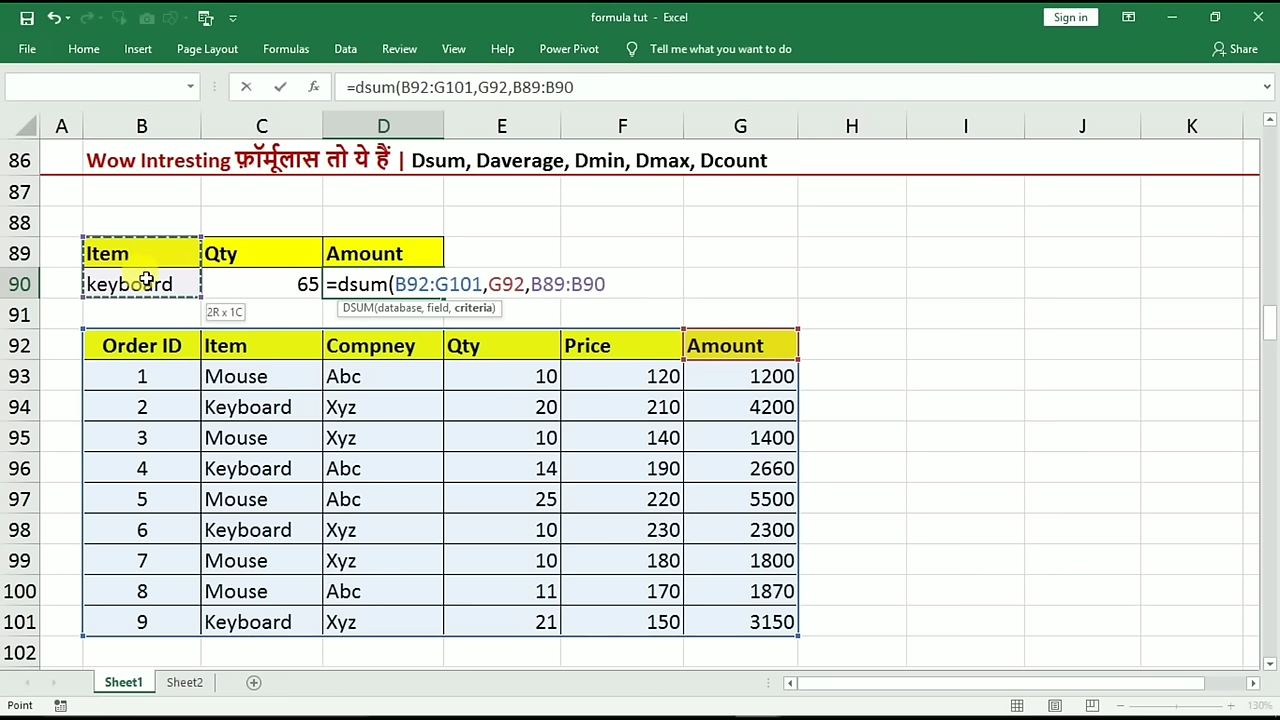 formula tut - Excel
Sign in
File Home Insert Page Layout Formulas Data Review View Help Power Pivot Tell me what you want to do Share
=dsum(B92:G101,G92,B89:B90
A B C D E F G H I J K
86 Wow Intresting फ़ॉर्मूलास तो ये हैं | Dsum, Daverage, Dmin, Dmax, Dcount
87
88
89 Item Qty Amount
90 keyboard 65 =dsum(B92:G101,G92,B89:B90
2R x 1C DSUM(database, field, criteria)
91
92 Order ID Item Compney Qty Price Amount
93 1 Mouse Abc 10 120 1200
94 2 Keyboard Xyz 20 210 4200
95 3 Mouse Xyz 10 140 1400
96 4 Keyboard Abc 14 190 2660
97 5 Mouse Abc 25 220 5500
98 6 Keyboard Xyz 10 230 2300
99 7 Mouse Xyz 10 180 1800
100 8 Mouse Abc 11 170 1870
101 9 Keyboard Xyz 21 150 3150
102
Sheet1 Sheet2
Point 130%